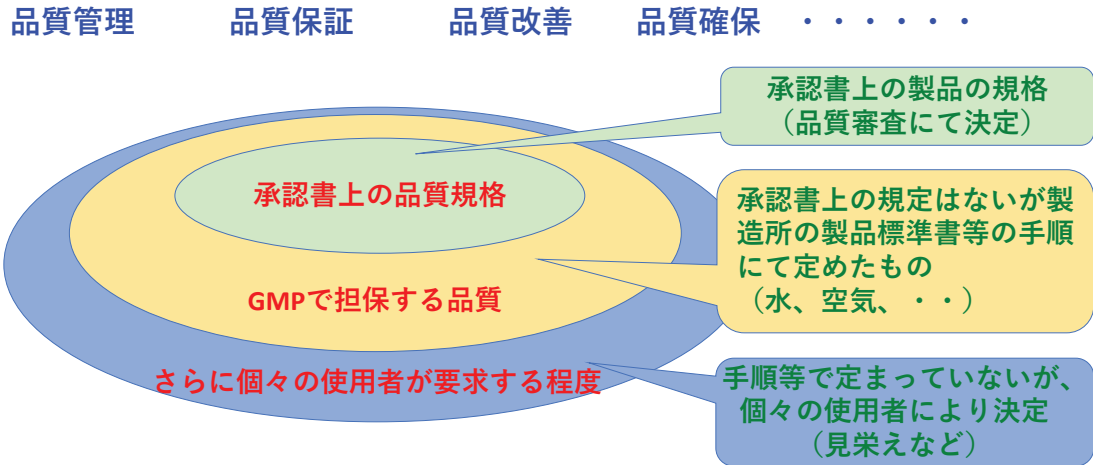 品質管理 品質保証 品質改善 品質確保 ・・・・・・
承認書上の製品の規格
（品質審査にて決定）
承認書上の品質規格
承認書上の規定はないが製
造所の製品標準書等の手順
にて定めたもの
（水、空気、・・）
GMPで担保する品質
さらに個々の使用者が要求する程度
手順等で定まっていないが、
個々の使用者により決定
（見栄えなど）